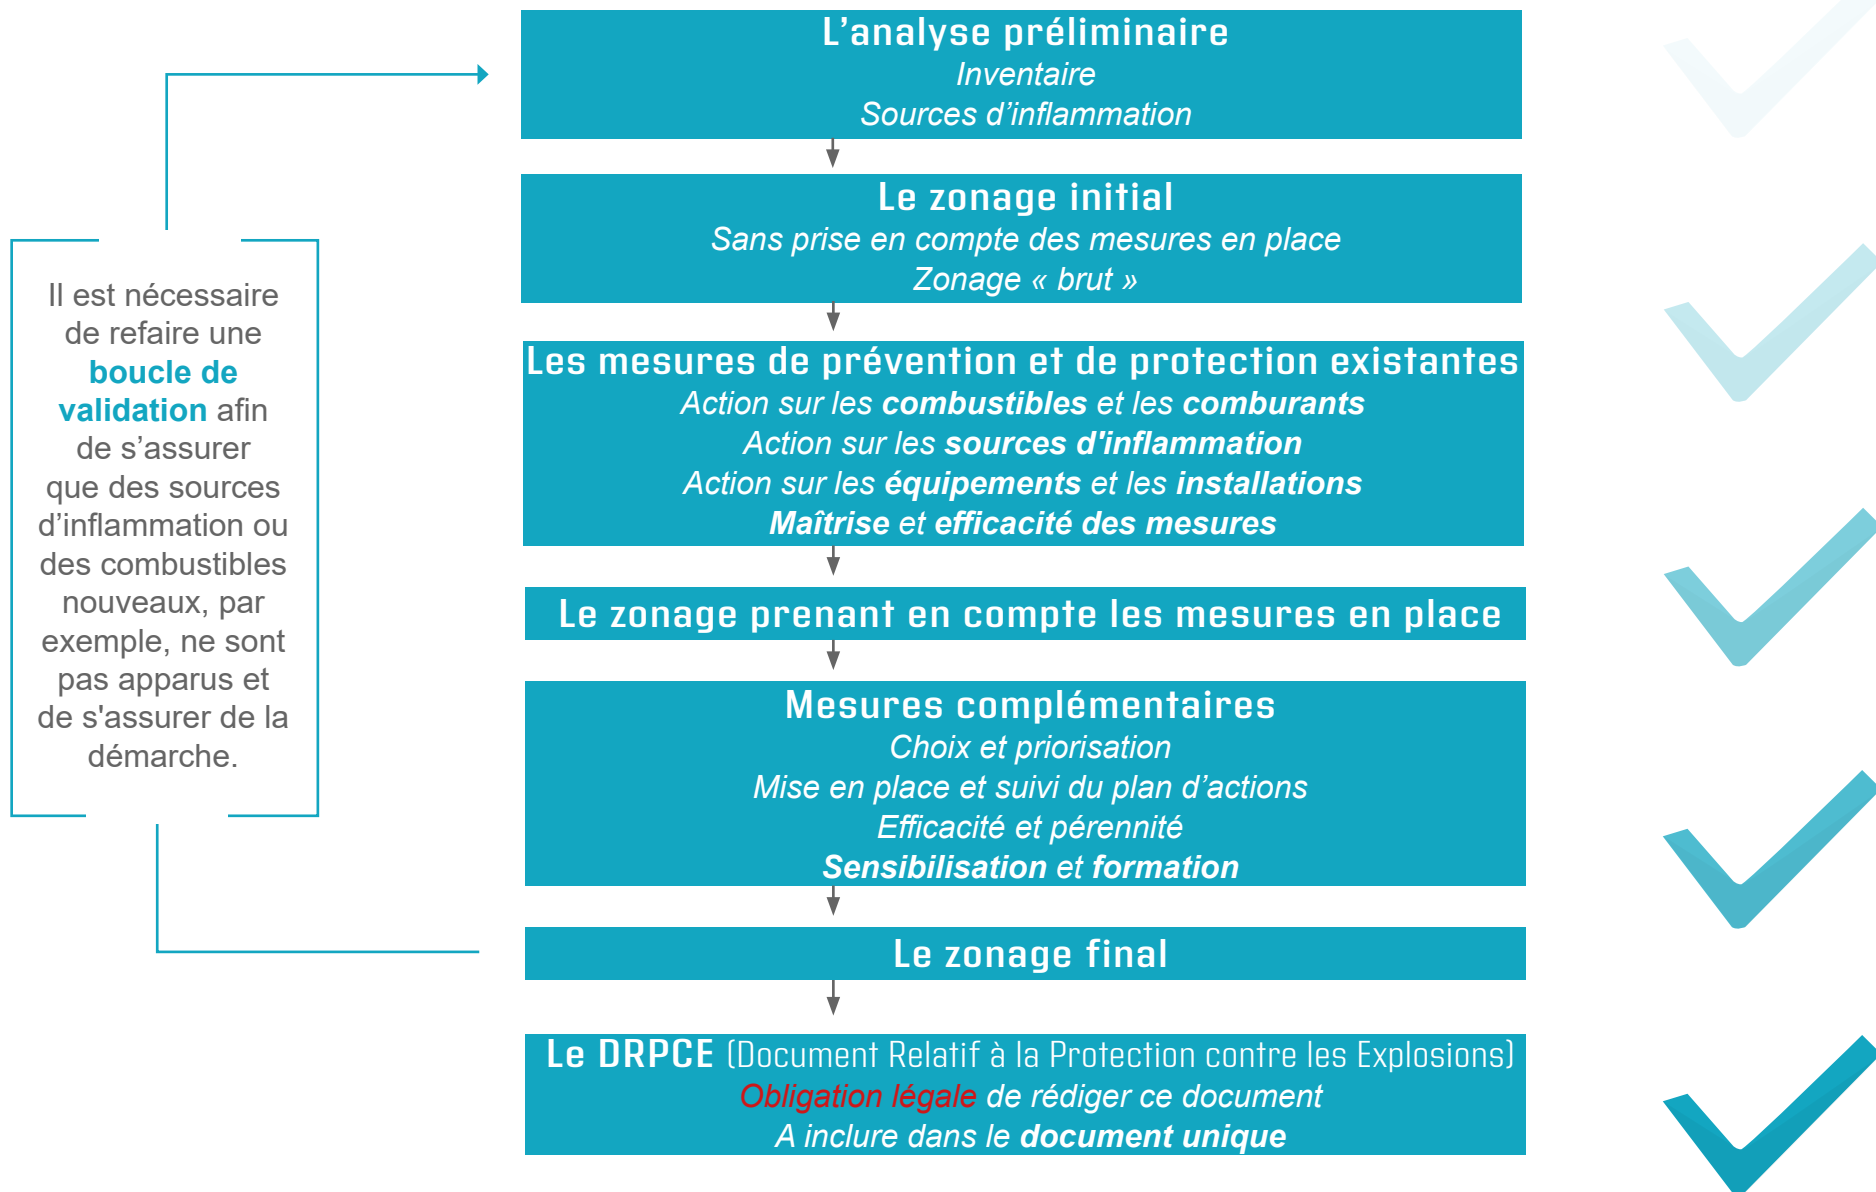 L'analyse préliminaire
Inventaire
Sources d'inflammation
Le zonage initial
Sans prise en compte des mesures en place
Zonage « brut »
Les mesures de prévention et de protection existantes
Action sur les combustibles et les comburants
Action sur les sources d'inflammation
Action sur les équipements et les installations
Maîtrise et efficacité des mesures
Le zonage prenant en compte les mesures en place
Mesures complémentaires
Choix et priorisation
Mise en place et suivi du plan d'actions
Efficacité et pérennité
Sensibilisation et formation
Le zonage final
Le DRPCE (Document Relatif à la Protection contre les Explosions)
Obligation légale de rédiger ce document
A inclure dans le document unique
Il est nécessaire
de refaire une
boucle de
validation afin
de s'assurer
que des sources
d'inflammation ou
des combustibles
nouveaux, par
exemple, ne sont
pas apparus et
de s'assurer de la
démarche.